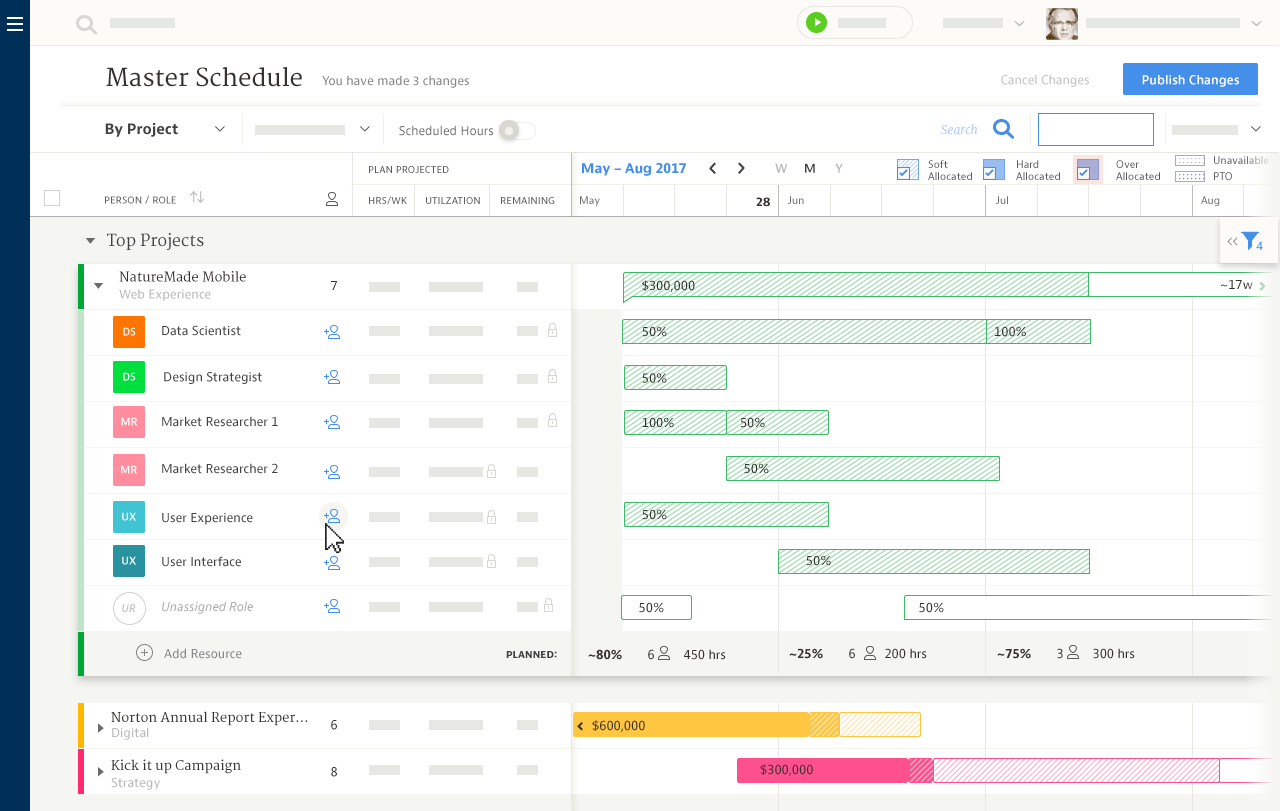 Master Schedule
You have made 3 changes
Cancel Changes
Publish Changes
By Project
Scheduled Hours
Search
PLAN PROJECTED
May – Aug 2017
W M Y
Soft Allocated
Hard Allocated
Over Allocated
Unavailable
PTO
PERSON / ROLE
HRS/WK
UTILZATION
REMAINING
May
28
Jun
Jul
Aug
Top Projects
4
NatureMade Mobile
Web Experience
7
$300,000
~17w
DS Data Scientist
50% 100%
DS Design Strategist
50%
MR Market Researcher 1
100% 50%
MR Market Researcher 2
50%
UX User Experience
50%
UX User Interface
50%
UR Unassigned Role
50% 50%
Add Resource
PLANNED:
~80% 6 450 hrs
~25% 6 200 hrs
~75% 3 300 hrs
Norton Annual Report Exper...
Digital
6
$600,000
Kick it up Campaign
Strategy
8
$300,000